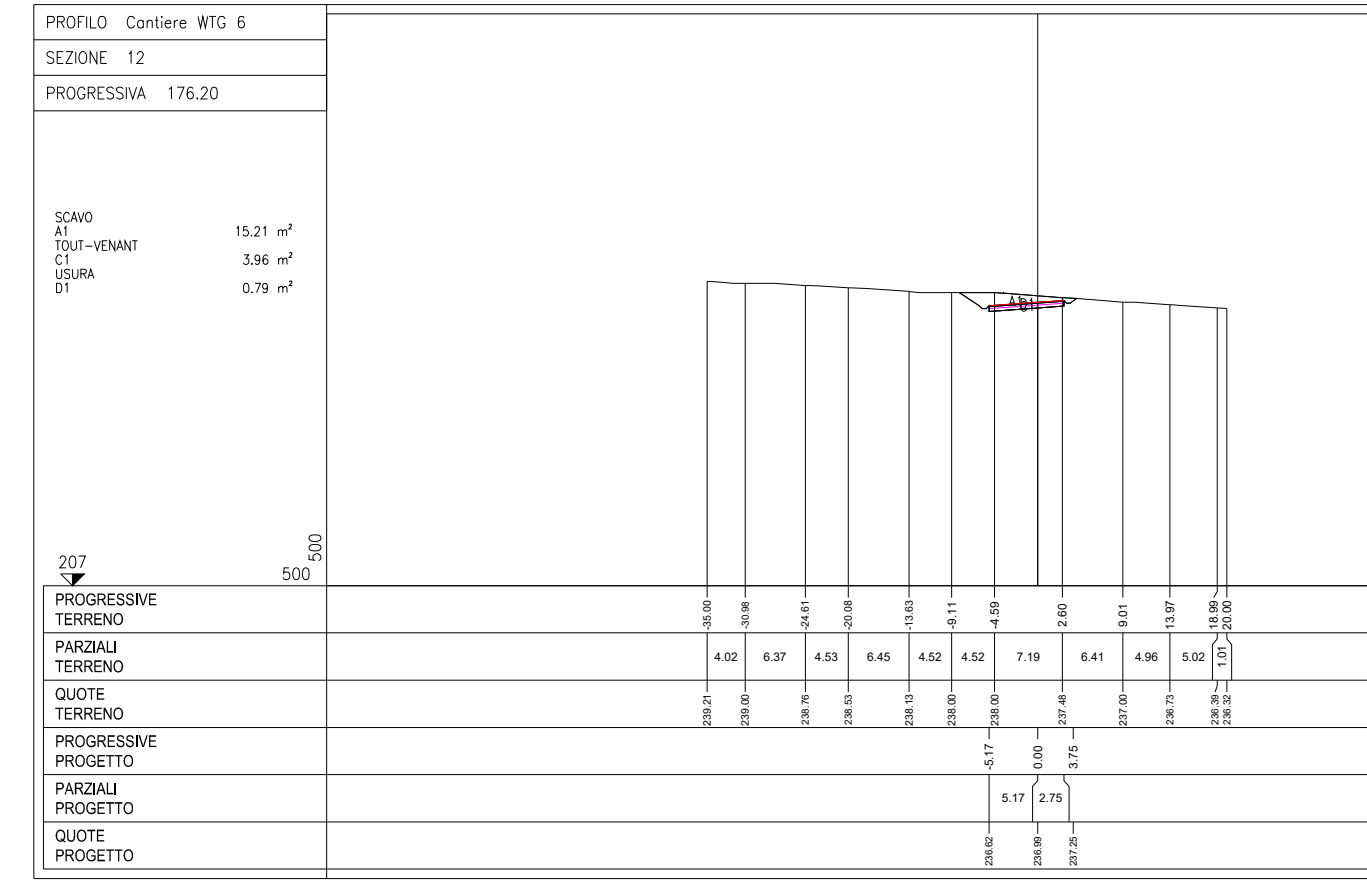 PROFILO Cantiere WTG 6
SEZIONE 12
PROGRESSIVA 176.20
SCAVO
A1 15.21 m²
TOUT-VENANT
C1 3.96 m²
USURA
D1 0.79 m²
A1 D1
207
500
500
PROGRESSIVE
TERRENO
-35.00 -30.98 -24.61 -20.08 -13.63 -9.11 -4.59 2.60 9.01 13.97 18.99 20.00
PARZIALI
TERRENO
4.02 6.37 4.53 6.45 4.52 4.52 7.19 6.41 4.96 5.02 1.01
QUOTE
TERRENO
239.21 239.00 238.76 238.53 238.13 238.00 238.00 237.48 237.00 236.73 236.39 236.32
PROGRESSIVE
PROGETTO
-5.17 0.00 3.75
PARZIALI
PROGETTO
5.17 2.75
QUOTE
PROGETTO
236.62 236.99 237.25